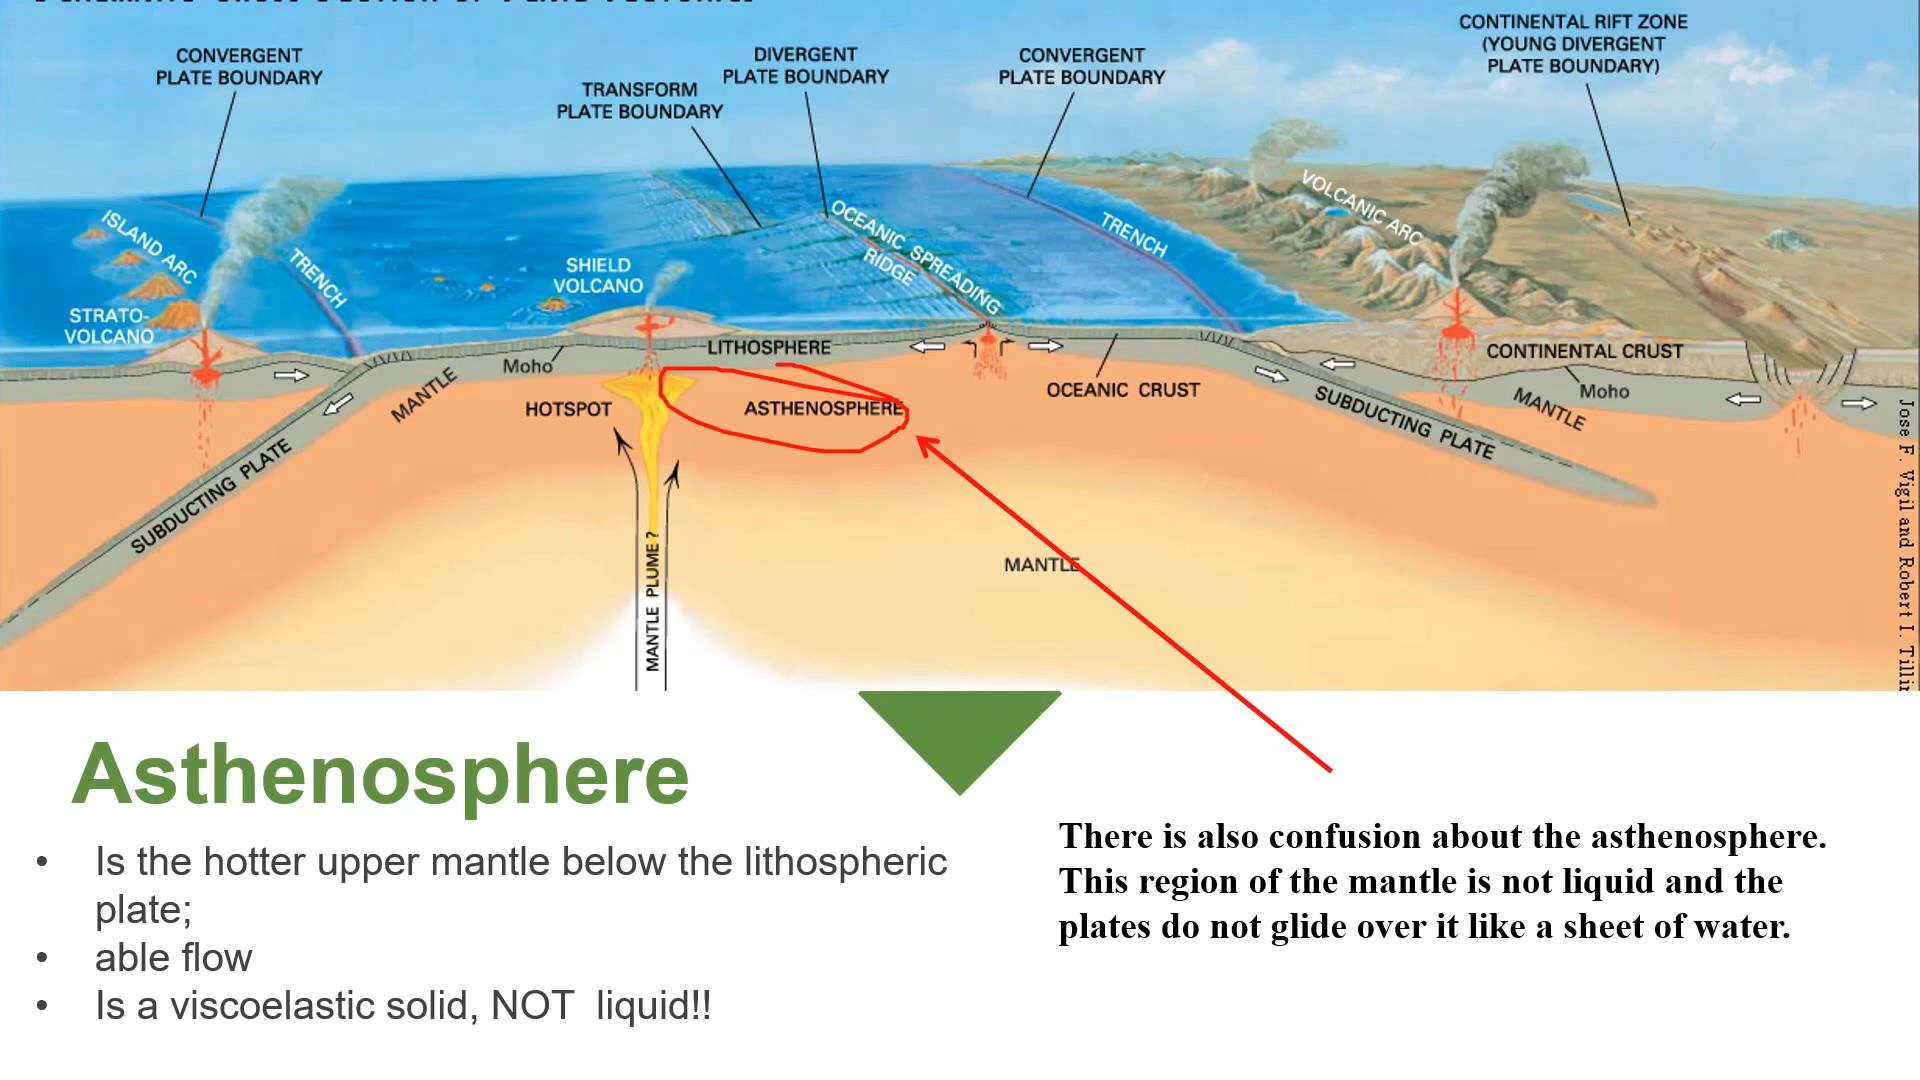 CONVERGENT
PLATE BOUNDARY
TRANSFORM
PLATE BOUNDARY
DIVERGENT
PLATE BOUNDARY
CONVERGENT
PLATE BOUNDARY
CONTINENTAL RIFT ZONE
(YOUNG DIVERGENT
PLATE BOUNDARY)
ISLAND ARC
TRENCH
STRATO-
VOLCANO
SHIELD
VOLCANO
OCEANIC SPREADING
RIDGE
TRENCH
VOLCANIC ARC
LITHOSPHERE
Moho
MANTLE
HOTSPOT
ASTHENOSPHERE
OCEANIC CRUST
CONTINENTAL CRUST
Moho
MANTLE
SUBDUCTING PLATE
SUBDUCTING PLATE
MANTLE
MANTLE PLUME?
Jose F. Vigil and Robert I.
Asthenosphere
• Is the hotter upper mantle below the lithospheric
plate;
• able flow
• Is a viscoelastic solid, NOT liquid!!
There is also confusion about the asthenosphere.
This region of the mantle is not liquid and the
plates do not glide over it like a sheet of water.